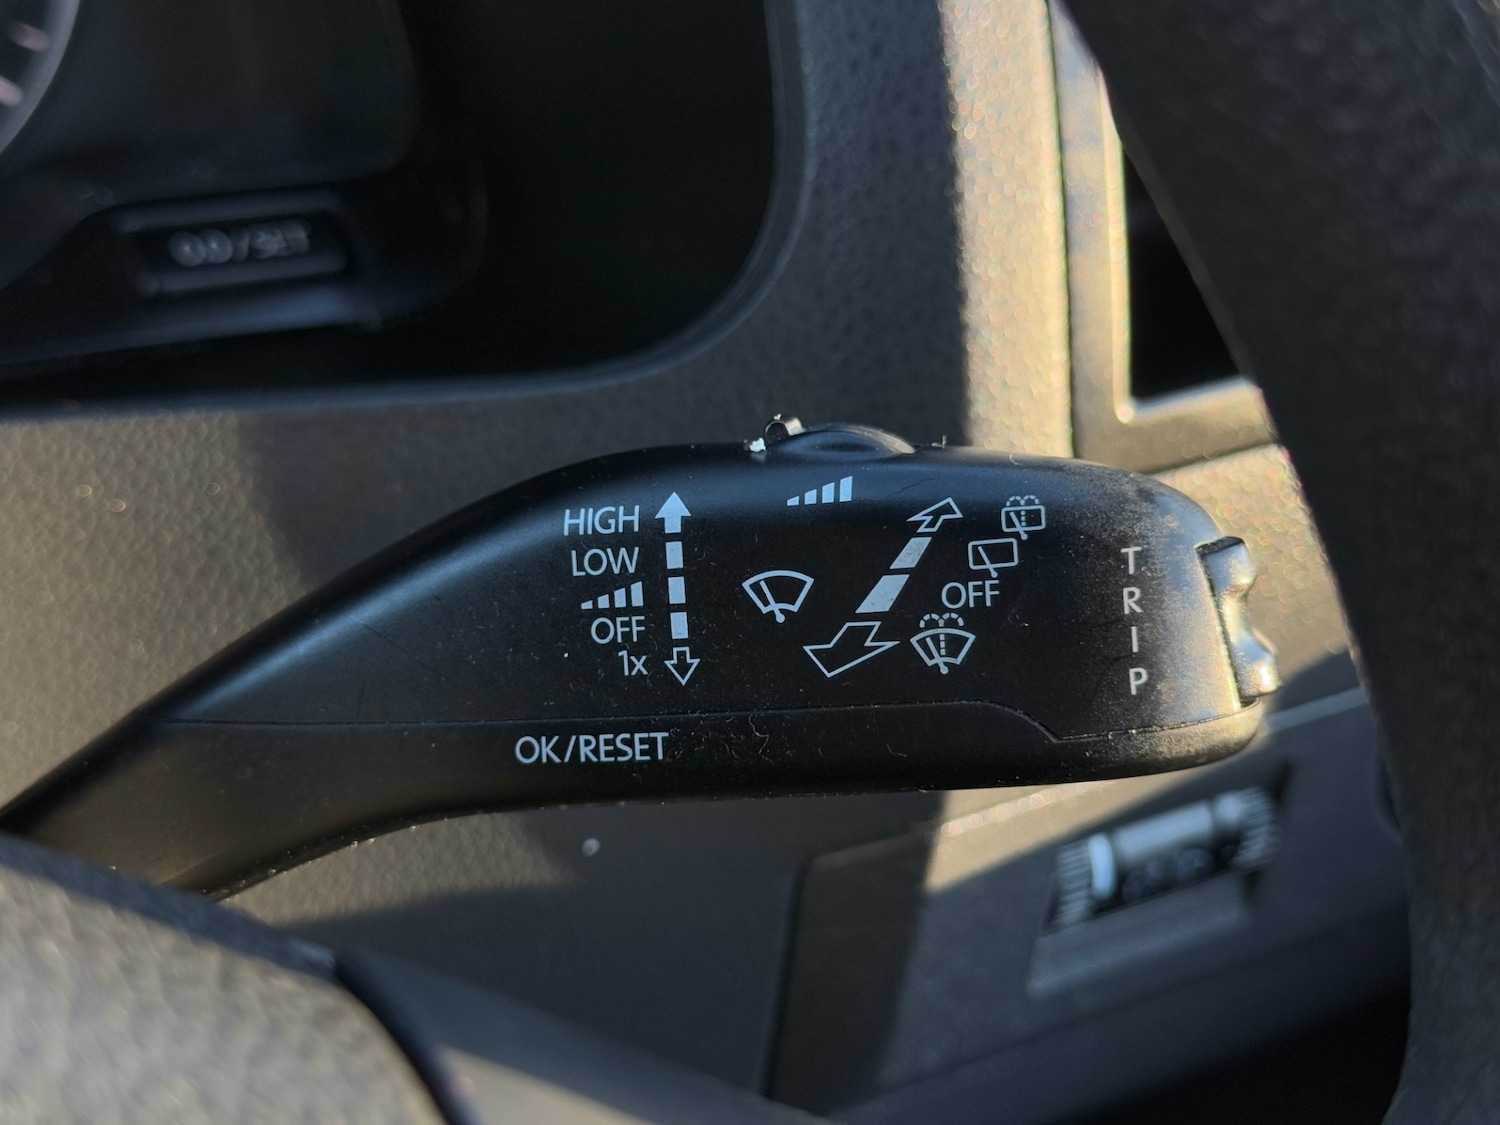 HIGH
LOW
OFF
1x
OFF
TRIP
OK/RESET